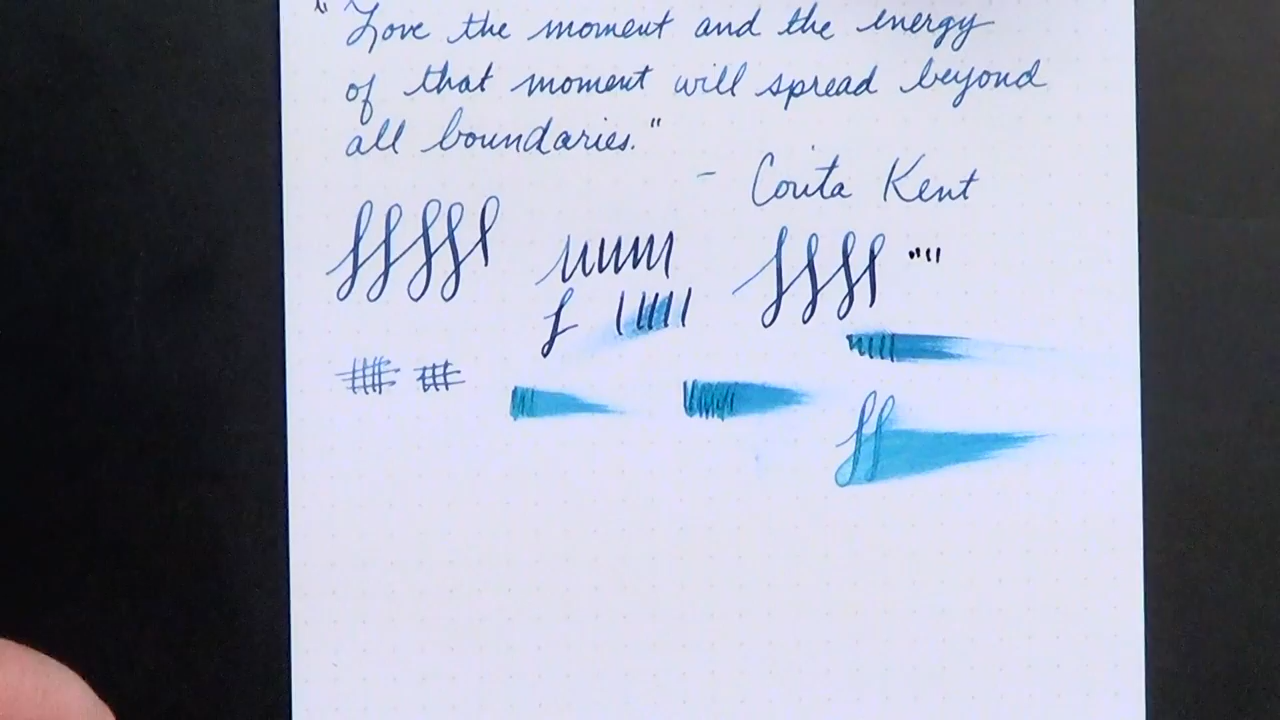 "Love the moment and the energy
of that moment will spread beyond
all boundaries."
- Corita Kent